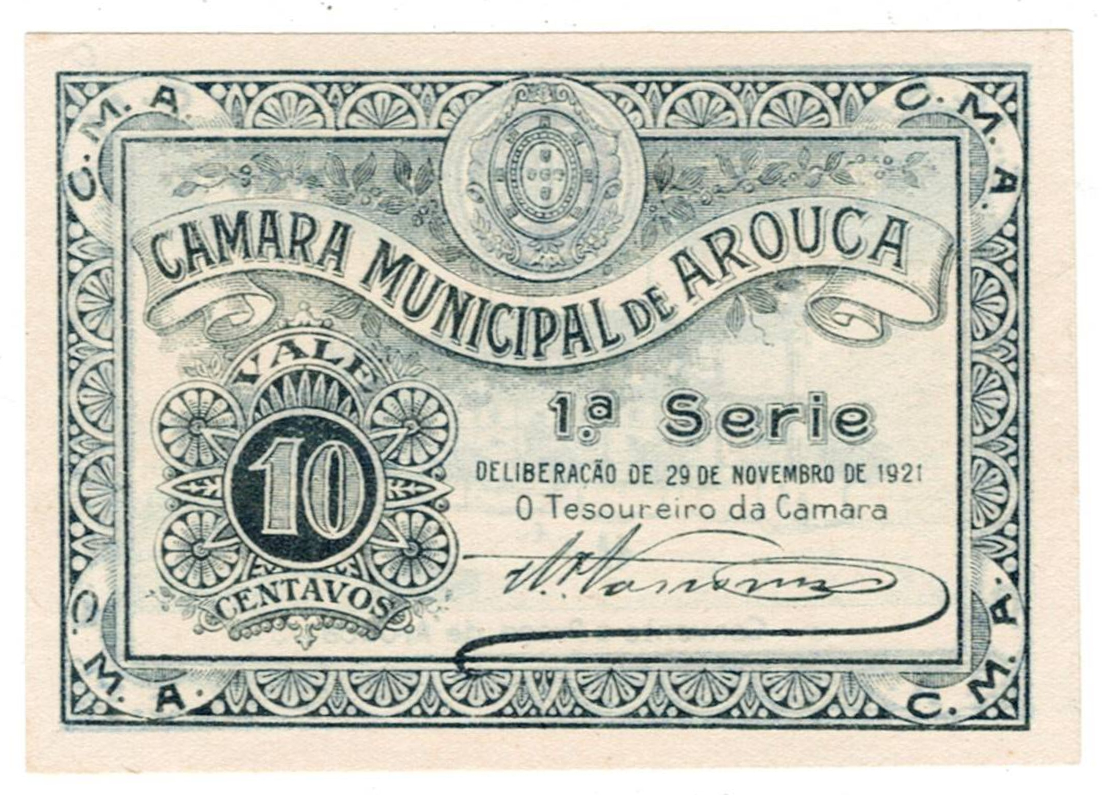 C. M. A.
C. M. A.
CAMARA MUNICIPAL DE AROUCA
VALE
10
CENTAVOS
1.ª Serie
DELIBERAÇÃO DE 29 DE NOVEMBRO DE 1921
O Tesoureiro da Camara
C. M. A.
C. M. A.